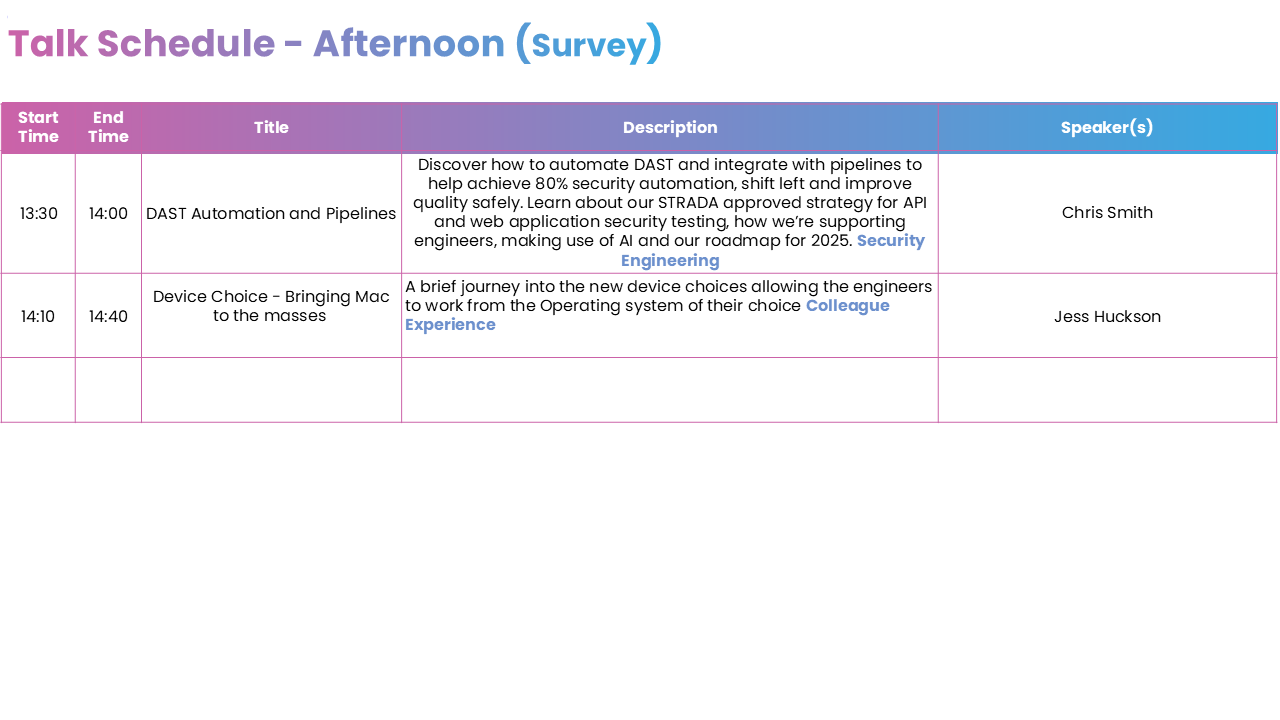 Talk Schedule - Afternoon (Survey)
Start Time
End Time
Title
Description
Speaker(s)
13:30
14:00
DAST Automation and Pipelines
Discover how to automate DAST and integrate with pipelines to
help achieve 80% security automation, shift left and improve
quality safely. Learn about our STRADA approved strategy for API
and web application security testing, how we’re supporting
engineers, making use of AI and our roadmap for 2025. Security
Engineering
Chris Smith
14:10
14:40
Device Choice - Bringing Mac
to the masses
A brief journey into the new device choices allowing the engineers
to work from the Operating system of their choice Colleague
Experience
Jess Huckson